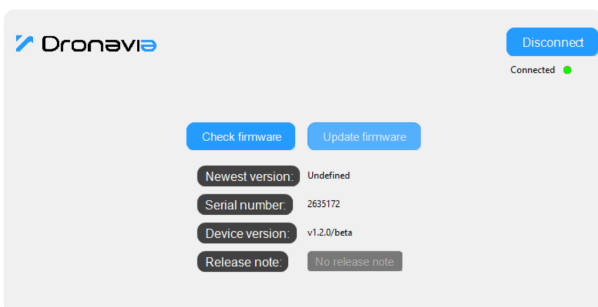 Dronavia
Disconnect
Connected
Check firmware Update firmware
Newest version: Undefined
Serial number: 2635172
Device version: v1.2.0/beta
Release note: No release note